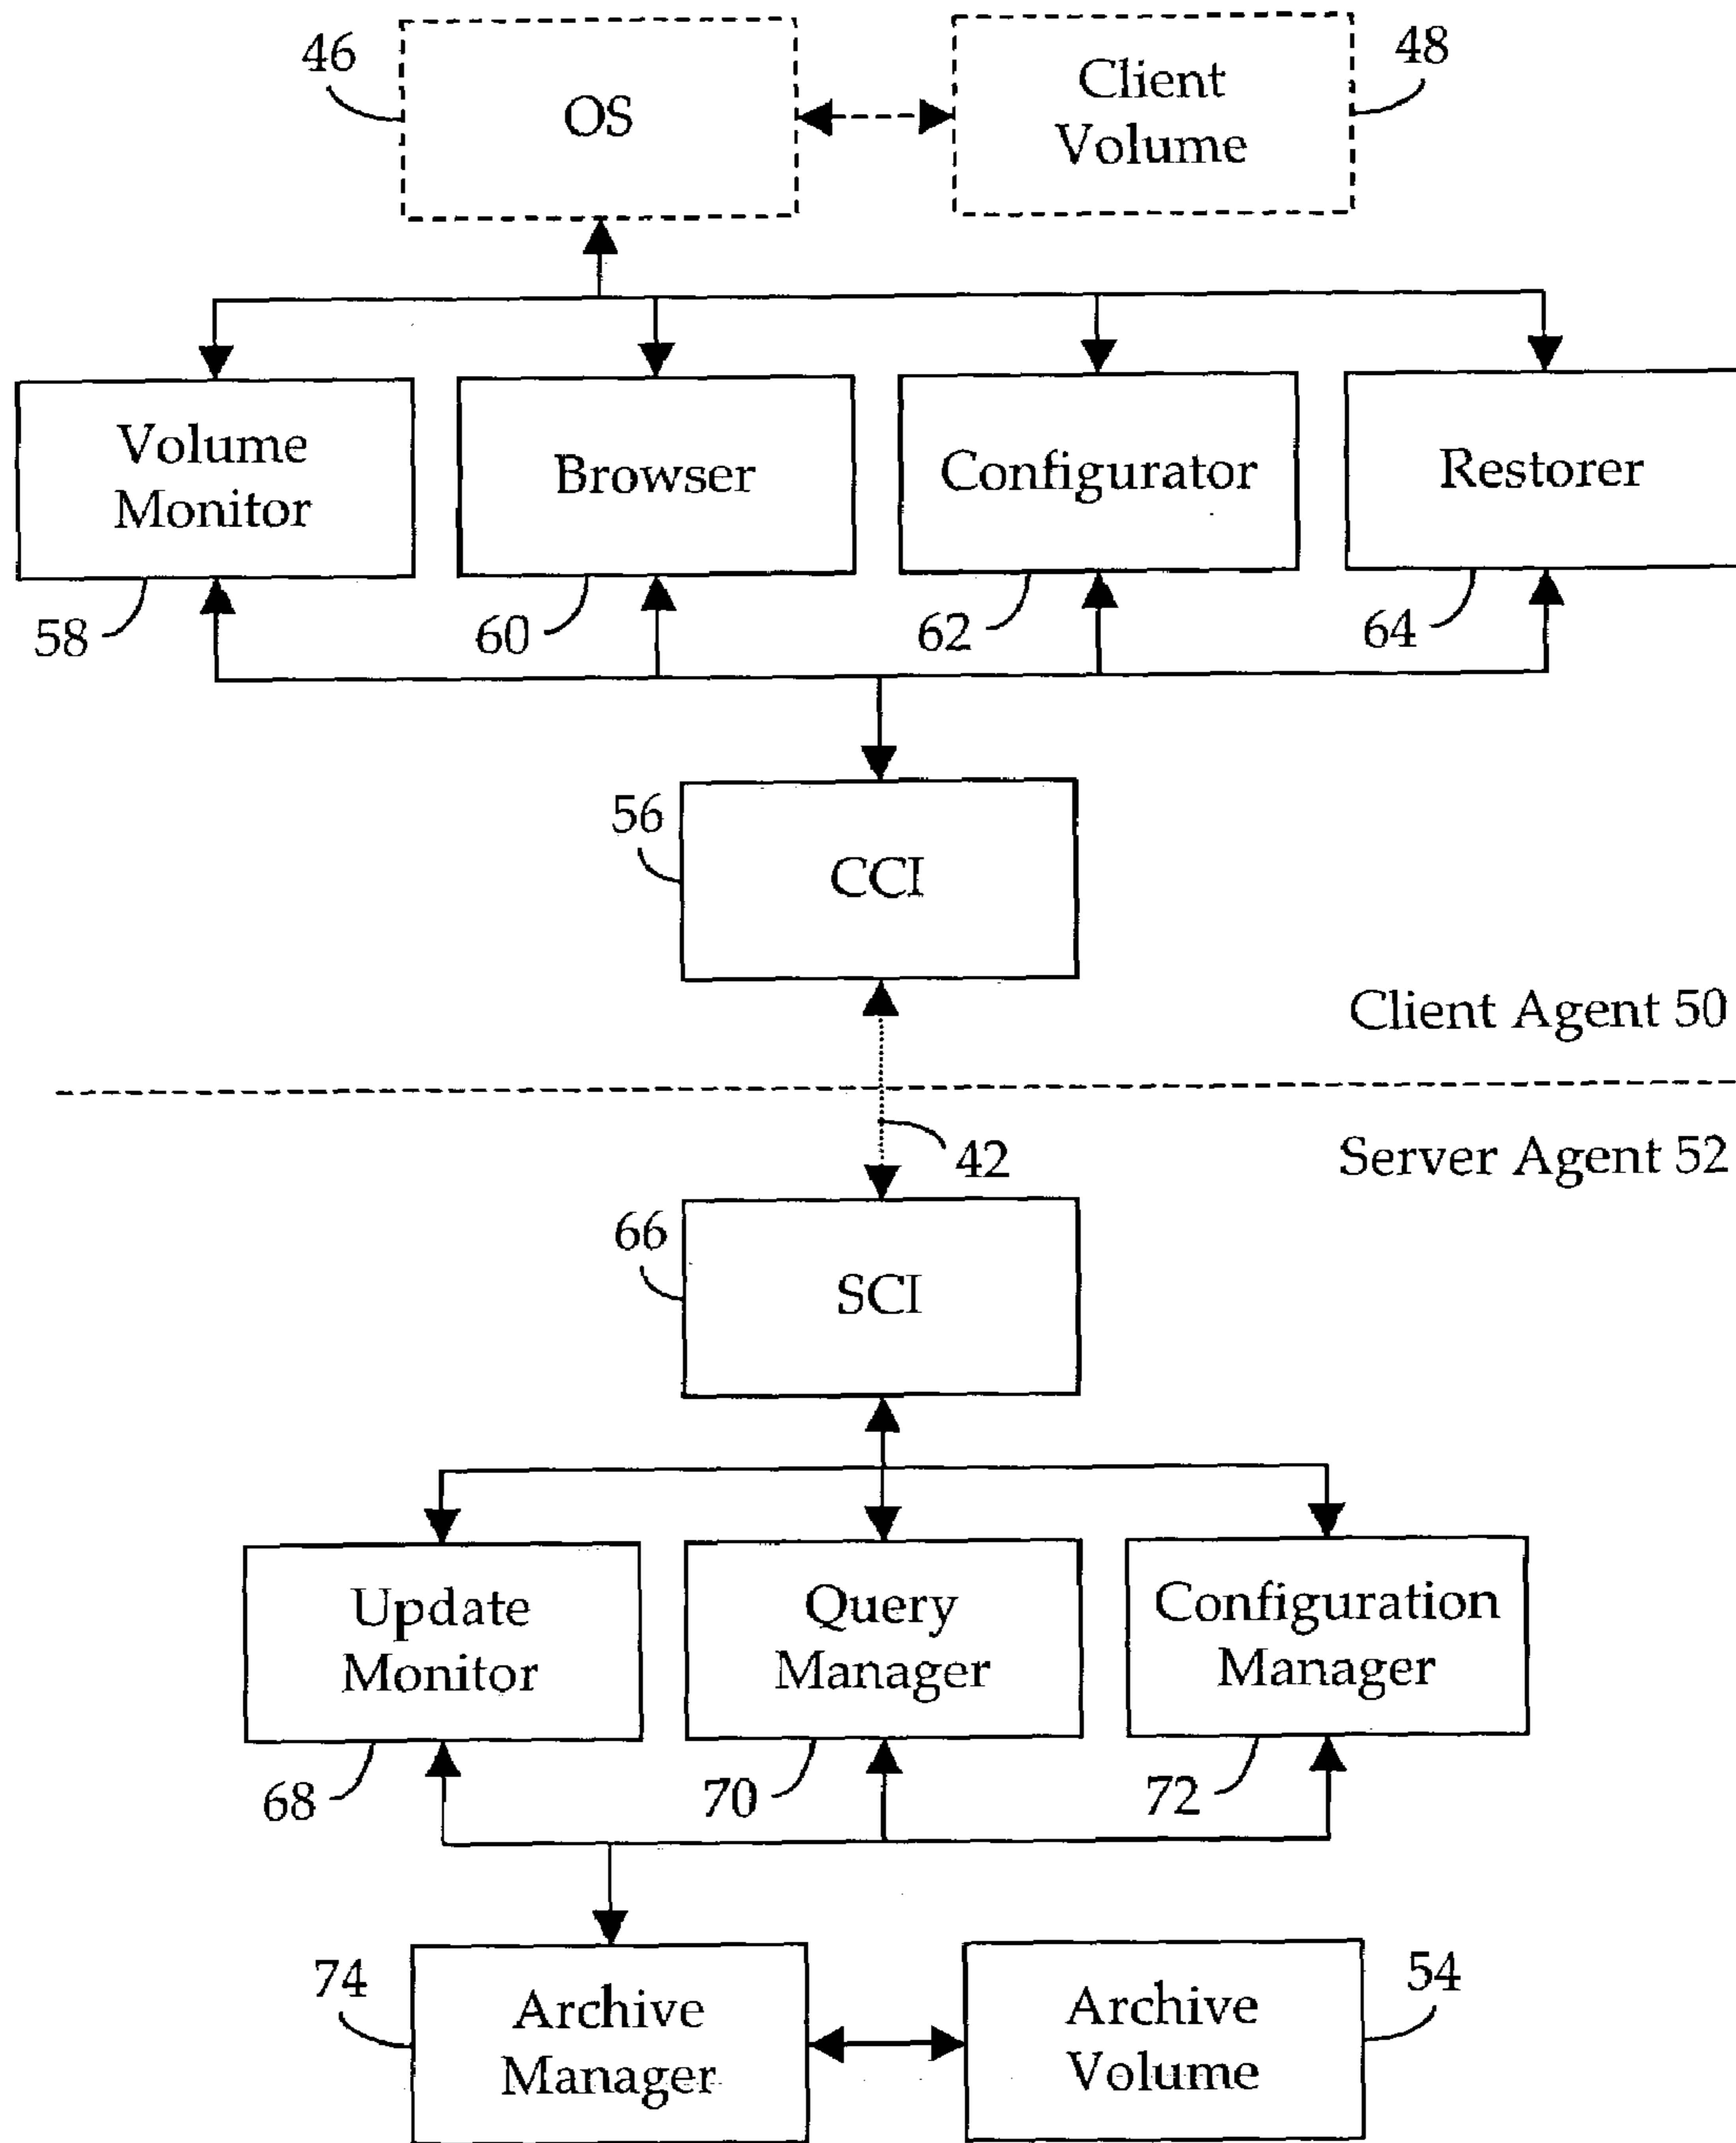 46
OS
Client
Volume
48
Volume
Monitor
Browser
Configurator
Restorer
58
60
62
64
56
CCI
Client Agent 50
42
Server Agent 52
66
SCI
Update
Monitor
Query
Manager
Configuration
Manager
68
70
72
74
Archive
Manager
Archive
Volume
54